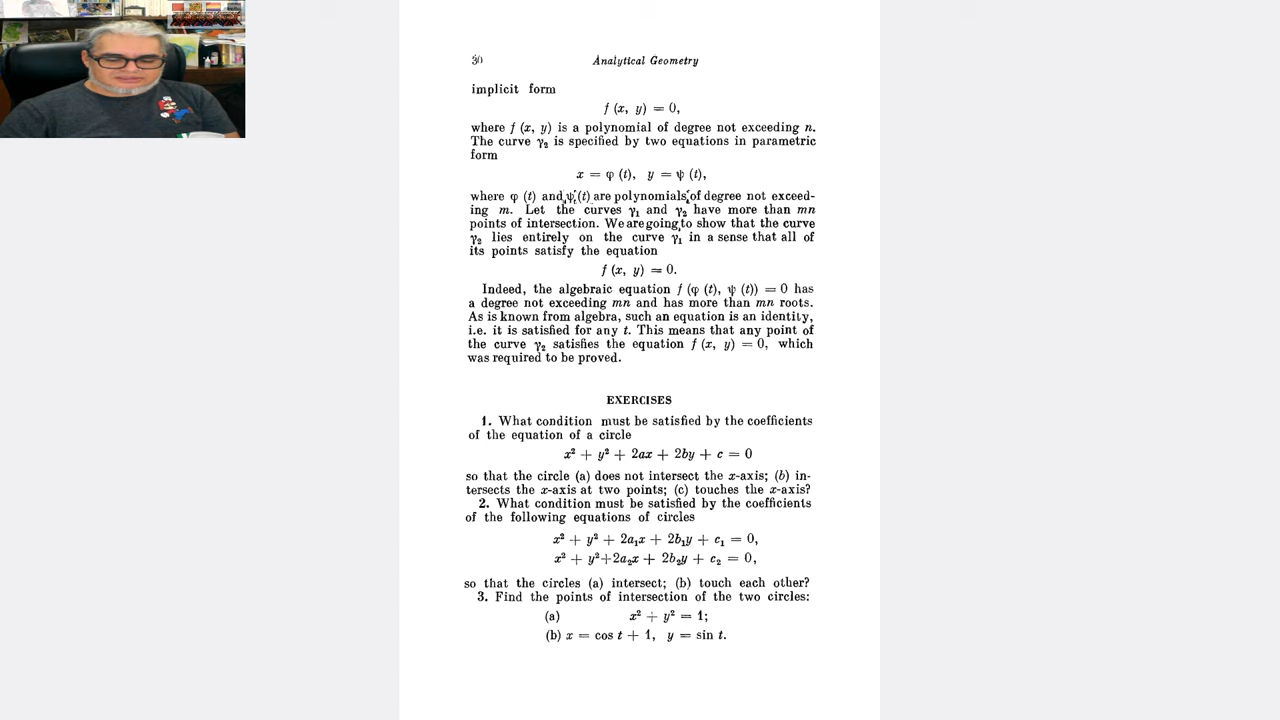 30 Analytical Geometry
implicit form
f (x, y) = 0,
where f (x, y) is a polynomial of degree not exceeding n.
The curve γ₂ is specified by two equations in parametric
form
x = φ (t), y = ψ (t),
where φ (t) and ψ (t) are polynomials of degree not exceed-
ing m. Let the curves γ₁ and γ₂ have more than mn
points of intersection. We are going to show that the curve
γ₂ lies entirely on the curve γ₁ in a sense that all of
its points satisfy the equation
f (x, y) = 0.
Indeed, the algebraic equation f (φ (t), ψ (t)) = 0 has
a degree not exceeding mn and has more than mn roots.
As is known from algebra, such an equation is an identity,
i.e. it is satisfied for any t. This means that any point of
the curve γ₂ satisfies the equation f (x, y) = 0, which
was required to be proved.
EXERCISES
1. What condition must be satisfied by the coefficients
of the equation of a circle
x² + y² + 2ax + 2by + c = 0
so that the circle (a) does not intersect the x-axis; (b) in-
tersects the x-axis at two points; (c) touches the x-axis?
2. What condition must be satisfied by the coefficients
of the following equations of circles
x² + y² + 2a₁x + 2b₁y + c₁ = 0,
x² + y²+2a₂x + 2b₂y + c₂ = 0,
so that the circles (a) intersect; (b) touch each other?
3. Find the points of intersection of the two circles:
(a) x² + y² = 1;
(b) x = cos t + 1, y = sin t.